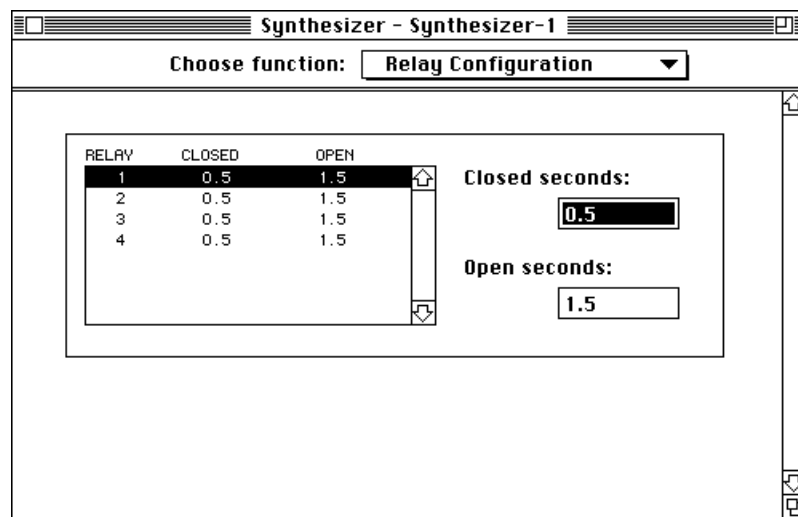 Synthesizer - Synthesizer-1
Choose function: Relay Configuration
RELAY CLOSED OPEN
1 0.5 1.5
2 0.5 1.5
3 0.5 1.5
4 0.5 1.5
Closed seconds:
0.5
Open seconds:
1.5